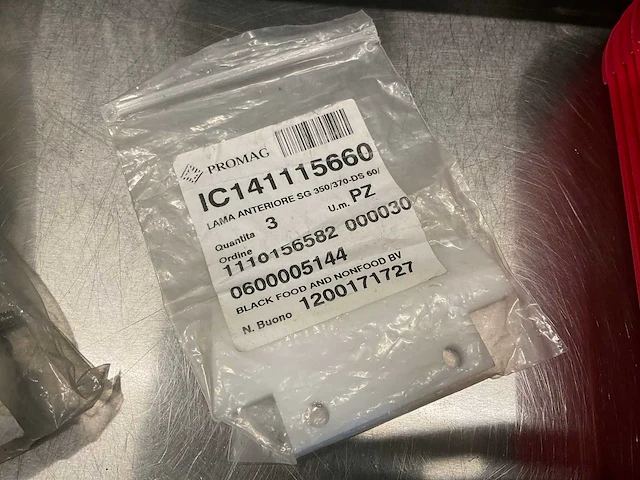 PROMAG
IC141115660
LAMA ANTERIORE SG 350/370-DS 60/
Quantita 3 U.m. PZ
Ordine
1110156582 000030
0600005144
BLACK FOOD AND NONFOOD BV
N. Buono 1200171727